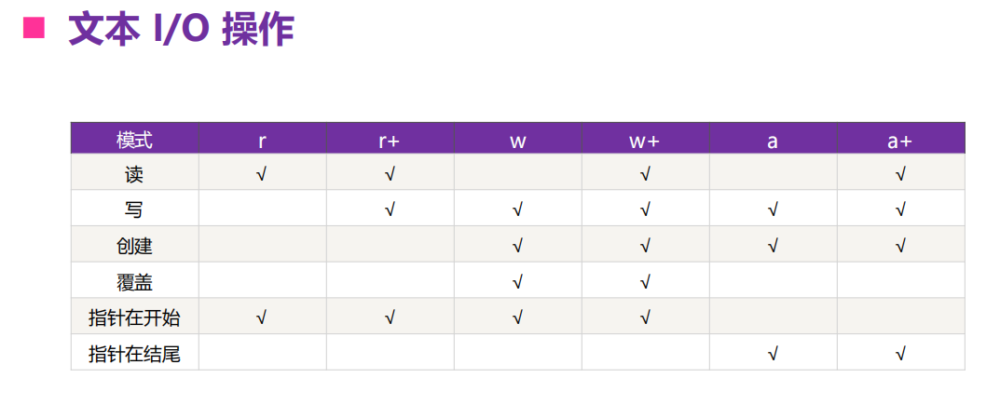 文本 I/O 操作
模式 r r+ w w+ a a+
读 √ √ √ √
写 √ √ √ √ √
创建 √ √ √ √
覆盖 √ √
指针在开始 √ √ √ √
指针在结尾 √ √